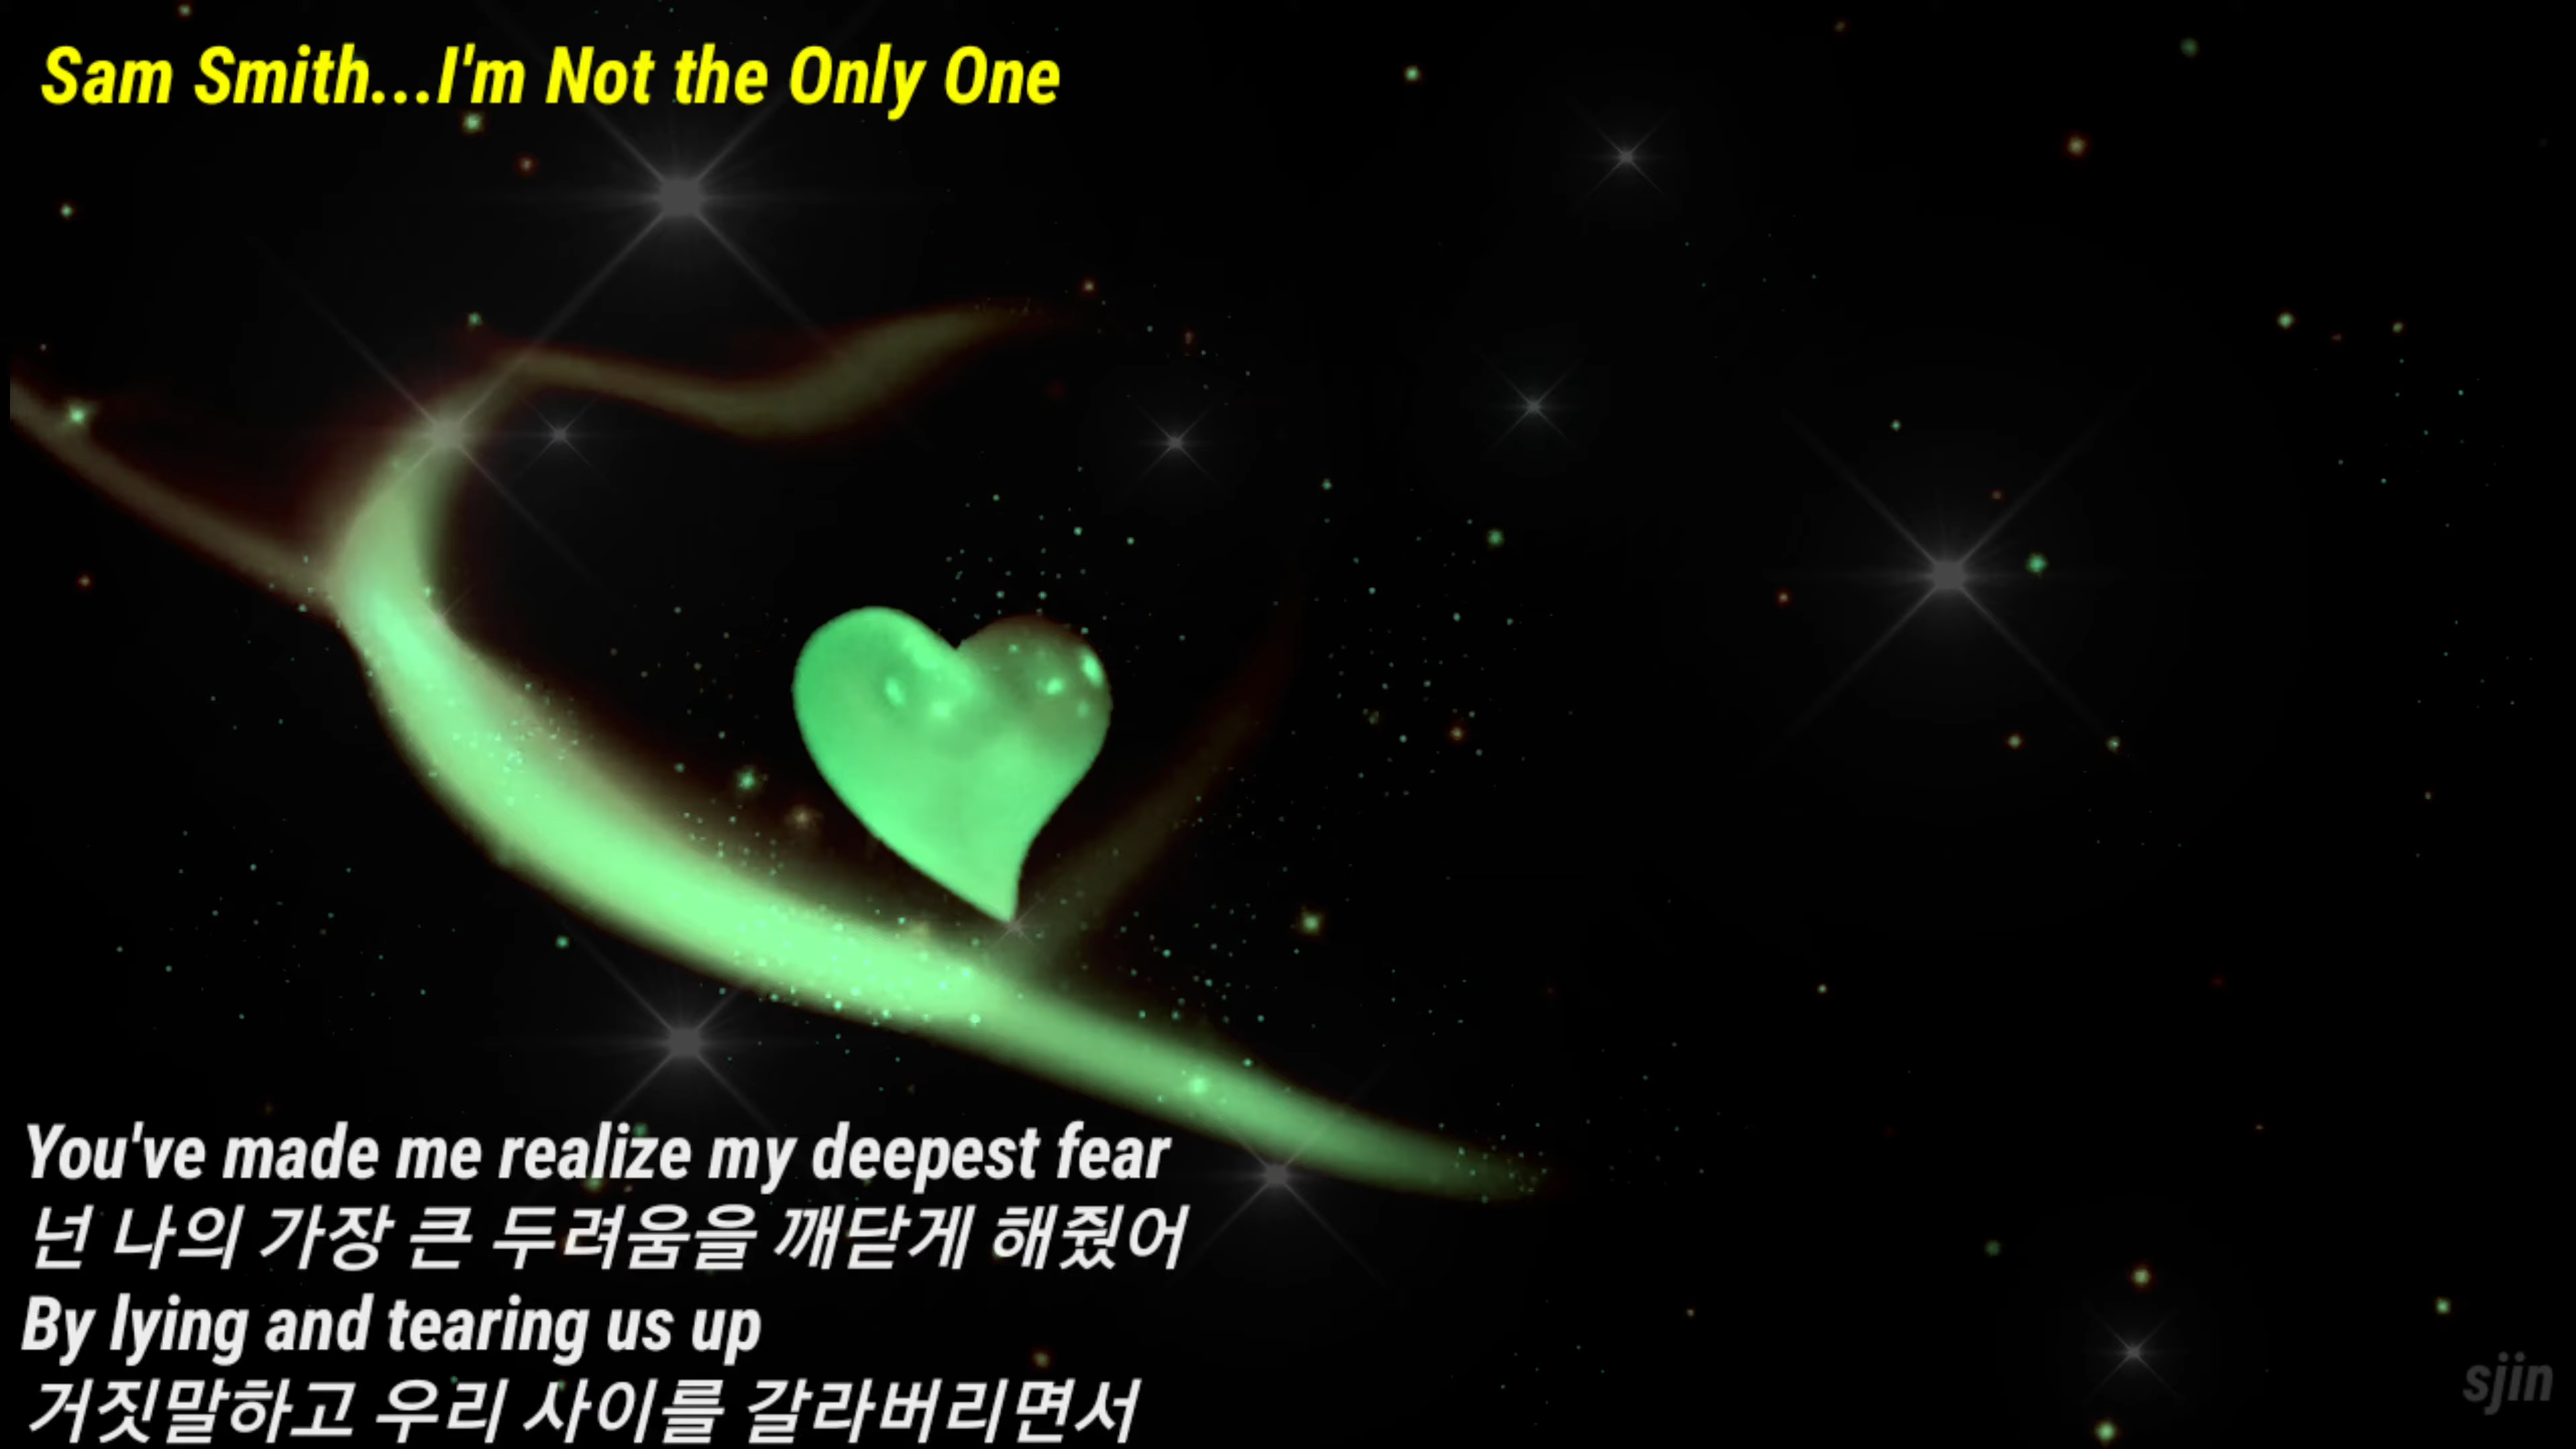 Sam Smith...I'm Not the Only One
You've made me realize my deepest fear
넌 나의 가장 큰 두려움을 깨닫게 해줬어
By lying and tearing us up
거짓말하고 우리 사이를 갈라버리면서
sjin